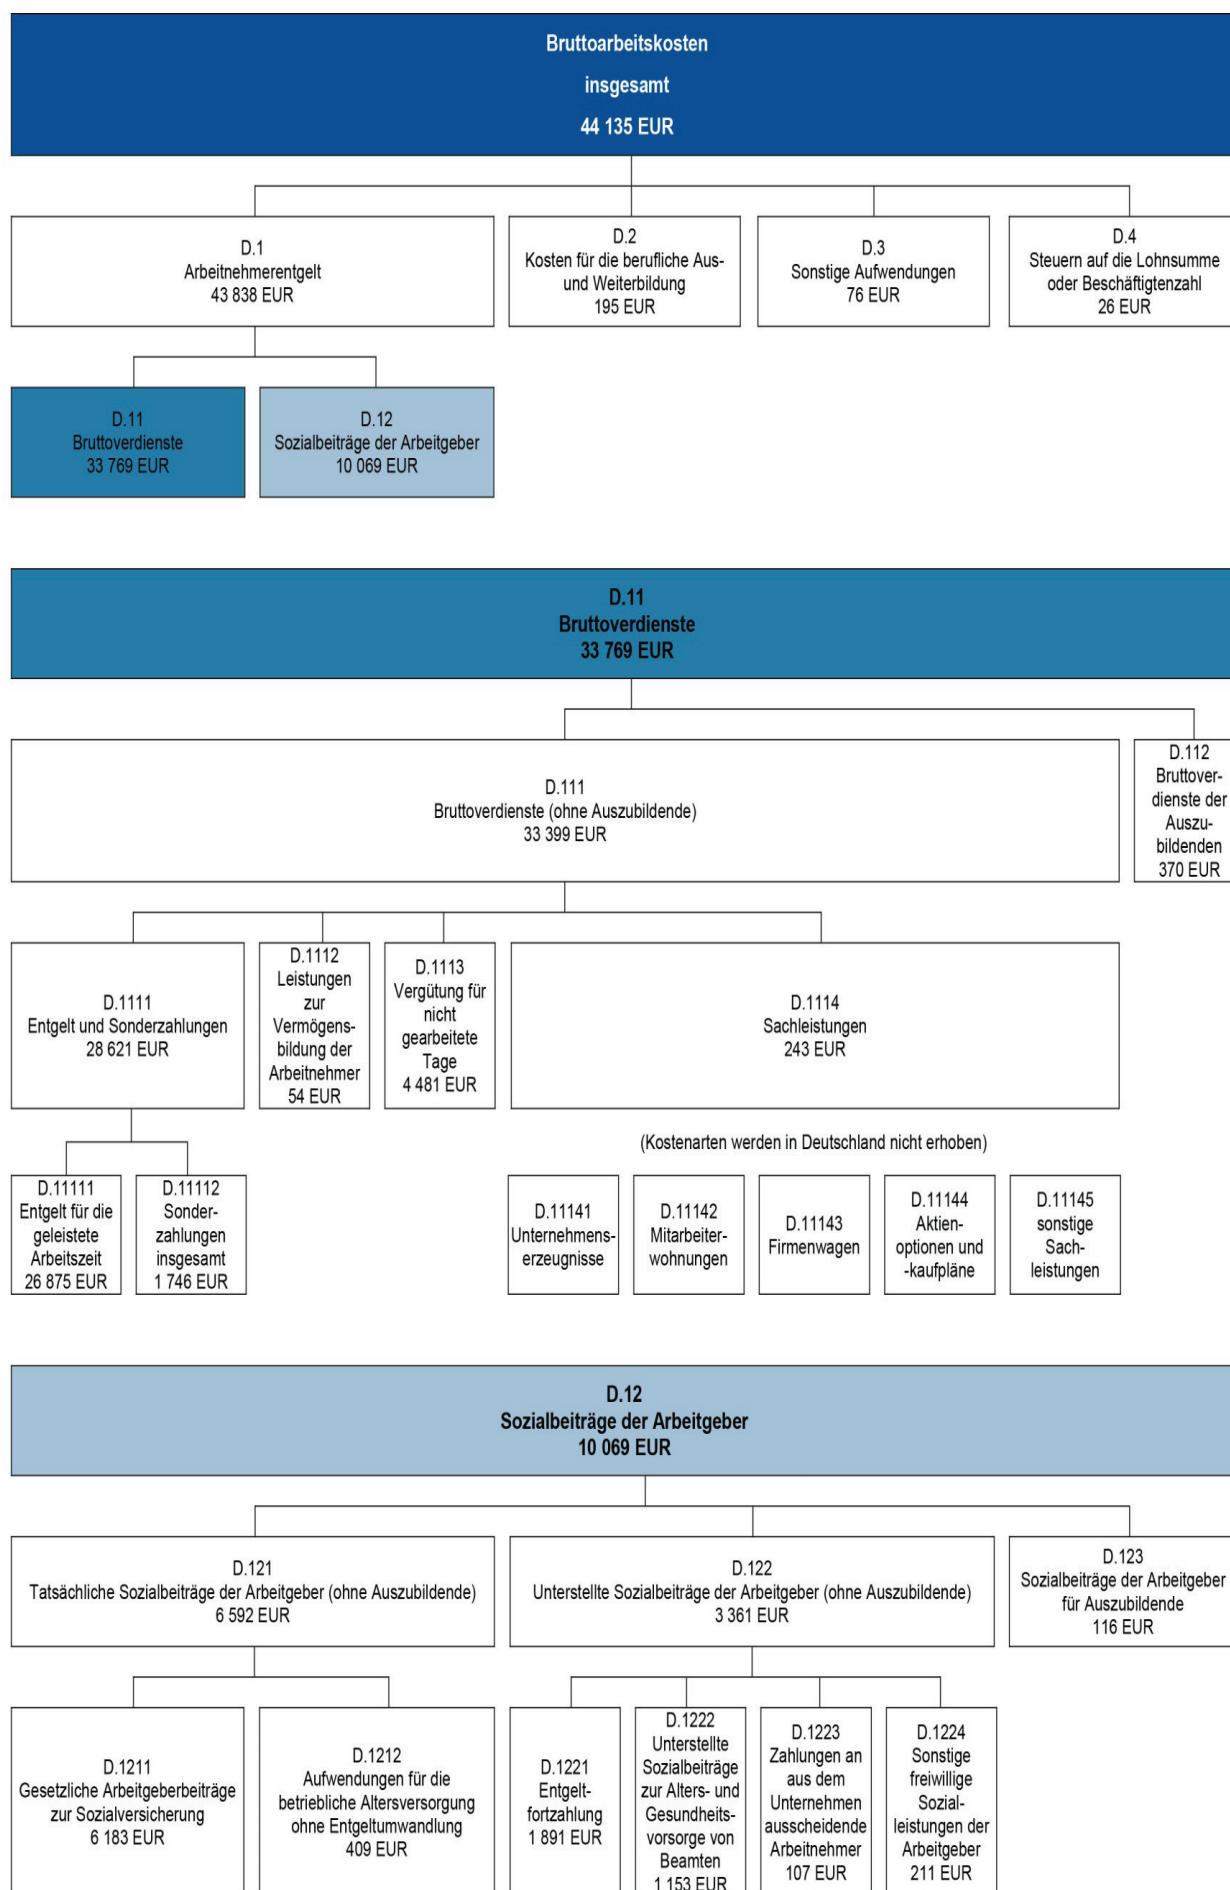 Bruttoarbeitskosten
insgesamt
44 135 EUR
D.1
Arbeitnehmerentgelt
43 838 EUR
D.2
Kosten für die berufliche Aus-
und Weiterbildung
195 EUR
D.3
Sonstige Aufwendungen
76 EUR
D.4
Steuern auf die Lohnsumme
oder Beschäftigtenzahl
26 EUR
D.11
Bruttoverdienste
33 769 EUR
D.12
Sozialbeiträge der Arbeitgeber
10 069 EUR
D.11
Bruttoverdienste
33 769 EUR
D.111
Bruttoverdienste (ohne Auszubildende)
33 399 EUR
D.112
Bruttover-
dienste der
Auszu-
bildenden
370 EUR
D.1111
Entgelt und Sonderzahlungen
28 621 EUR
D.1112
Leistungen
zur
Vermögens-
bildung der
Arbeitnehmer
54 EUR
D.1113
Vergütung für
nicht
gearbeitete
Tage
4 481 EUR
D.1114
Sachleistungen
243 EUR
(Kostenarten werden in Deutschland nicht erhoben)
D.11111
Entgelt für die
geleistete
Arbeitszeit
26 875 EUR
D.11112
Sonder-
zahlungen
insgesamt
1 746 EUR
D.11141
Unternehmens-
erzeugnisse
D.11142
Mitarbeiter-
wohnungen
D.11143
Firmenwagen
D.11144
Aktien-
optionen und
-kaufpläne
D.11145
sonstige
Sach-
leistungen
D.12
Sozialbeiträge der Arbeitgeber
10 069 EUR
D.121
Tatsächliche Sozialbeiträge der Arbeitgeber (ohne Auszubildende)
6 592 EUR
D.122
Unterstellte Sozialbeiträge der Arbeitgeber (ohne Auszubildende)
3 361 EUR
D.123
Sozialbeiträge der Arbeitgeber
für Auszubildende
116 EUR
D.1211
Gesetzliche Arbeitgeberbeiträge
zur Sozialversicherung
6 183 EUR
D.1212
Aufwendungen für die
betriebliche Altersversorgung
ohne Entgeltumwandlung
409 EUR
D.1221
Entgelt-
fortzahlung
1 891 EUR
D.1222
Unterstellte
Sozialbeiträge
zur Alters- und
Gesundheits-
vorsorge von
Beamten
1 153 EUR
D.1223
Zahlungen an
aus dem
Unternehmen
ausscheidende
Arbeitnehmer
107 EUR
D.1224
Sonstige
freiwillige
Sozial-
leistungen der
Arbeitgeber
211 EUR